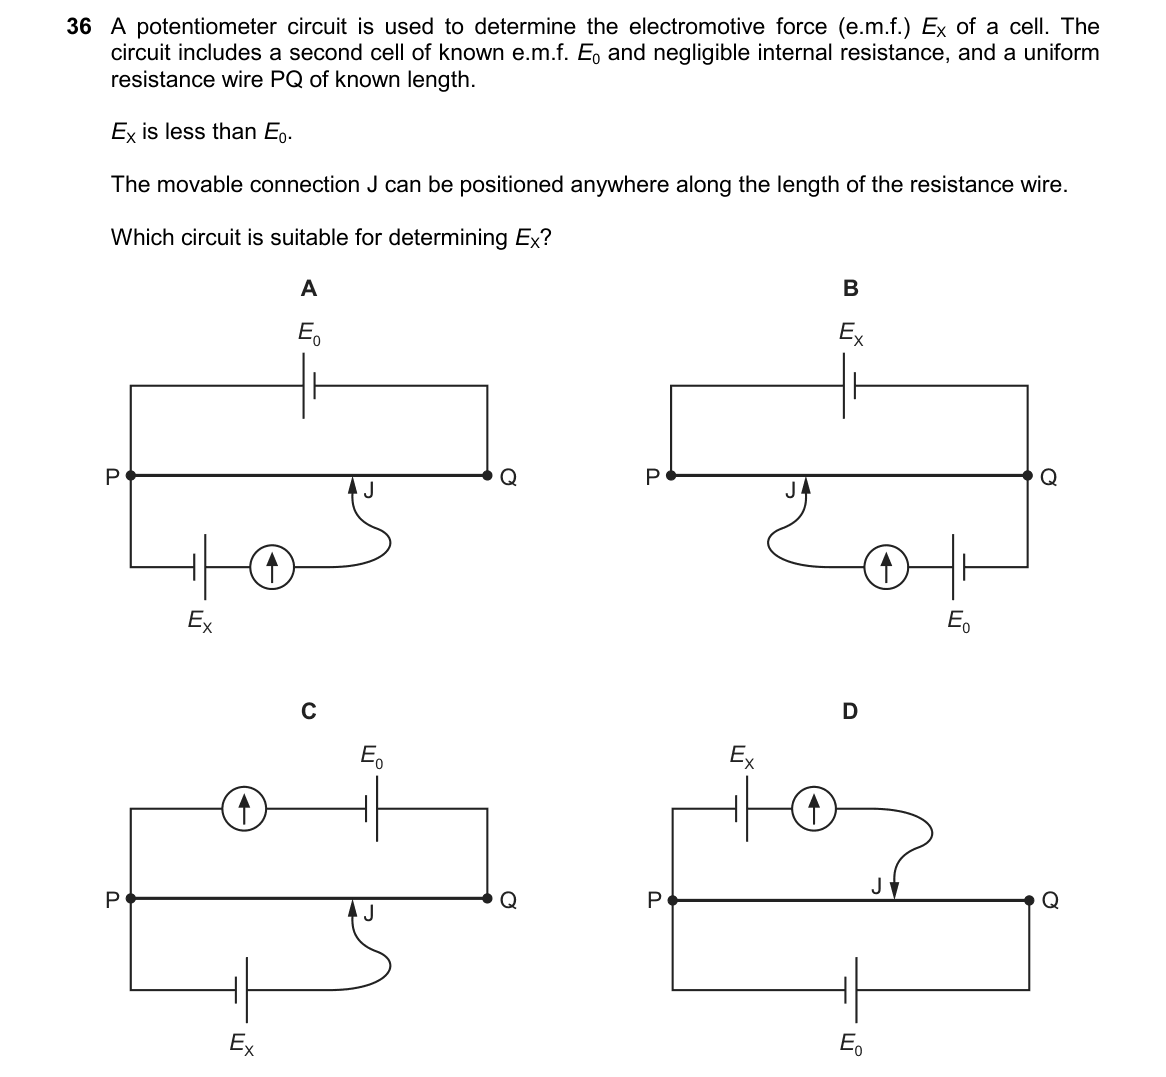 36 A potentiometer circuit is used to determine the electromotive force (e.m.f.) EX of a cell. The
circuit includes a second cell of known e.m.f. E0 and negligible internal resistance, and a uniform
resistance wire PQ of known length.
EX is less than E0.
The movable connection J can be positioned anywhere along the length of the resistance wire.
Which circuit is suitable for determining EX?
A
B
E0
EX
P
J
Q
P
J
Q
EX
E0
C
D
E0
EX
P
J
Q
P
J
Q
EX
E0